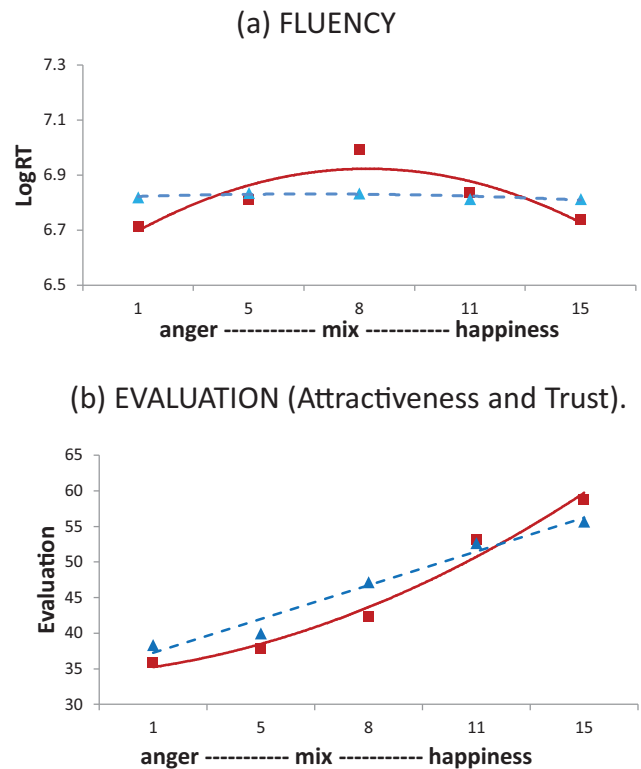 (a) FLUENCY
7.3
7.1
6.9
6.7
6.5
LogRT
1 5 8 11 15
anger ------------ mix ----------- happiness
(b) EVALUATION (Attractiveness and Trust).
65
60
55
50
45
40
35
30
Evaluation
1 5 8 11 15
anger ----------- mix ----------- happiness